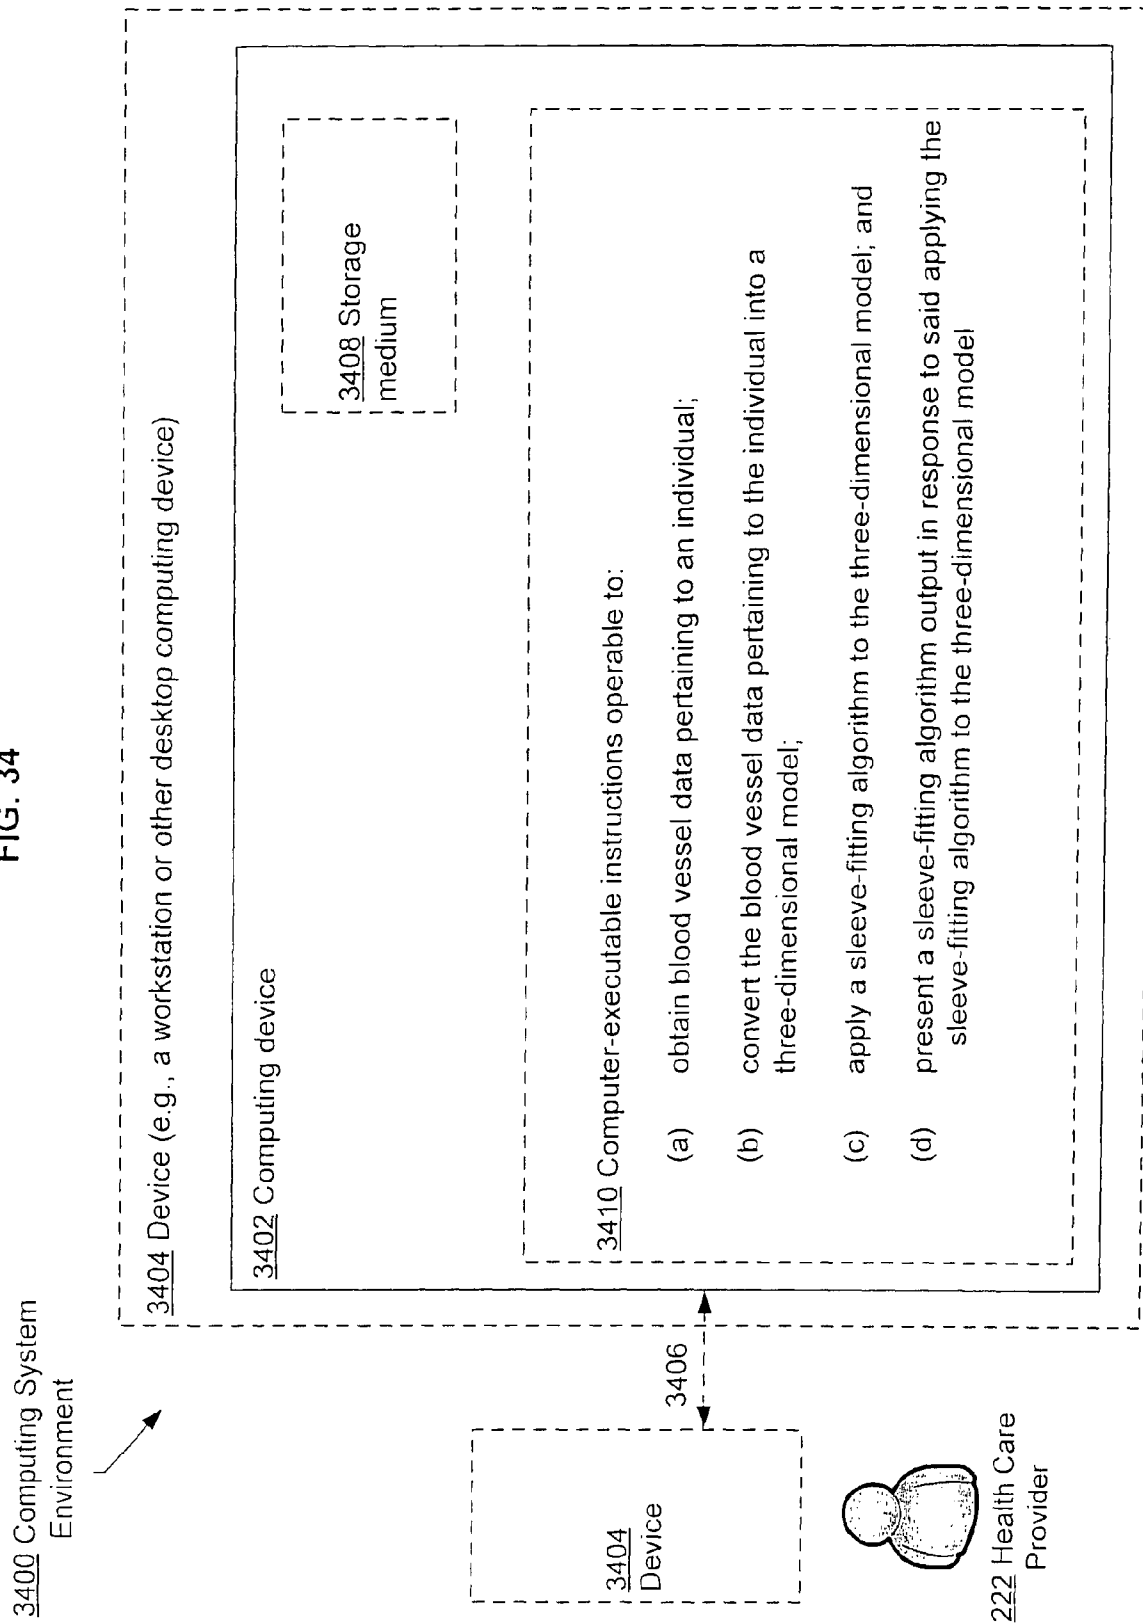 FIG. 34
3400 Computing System
Environment
3404 Device (e.g., a workstation or other desktop computing device)
3402 Computing device
3408 Storage
medium
3410 Computer-executable instructions operable to:
(a) obtain blood vessel data pertaining to an individual;
(b) convert the blood vessel data pertaining to the individual into a
three-dimensional model;
(c) apply a sleeve-fitting algorithm to the three-dimensional model; and
(d) present a sleeve-fitting algorithm output in response to said applying the
sleeve-fitting algorithm to the three-dimensional model
3406
3404
Device
222 Health Care
Provider